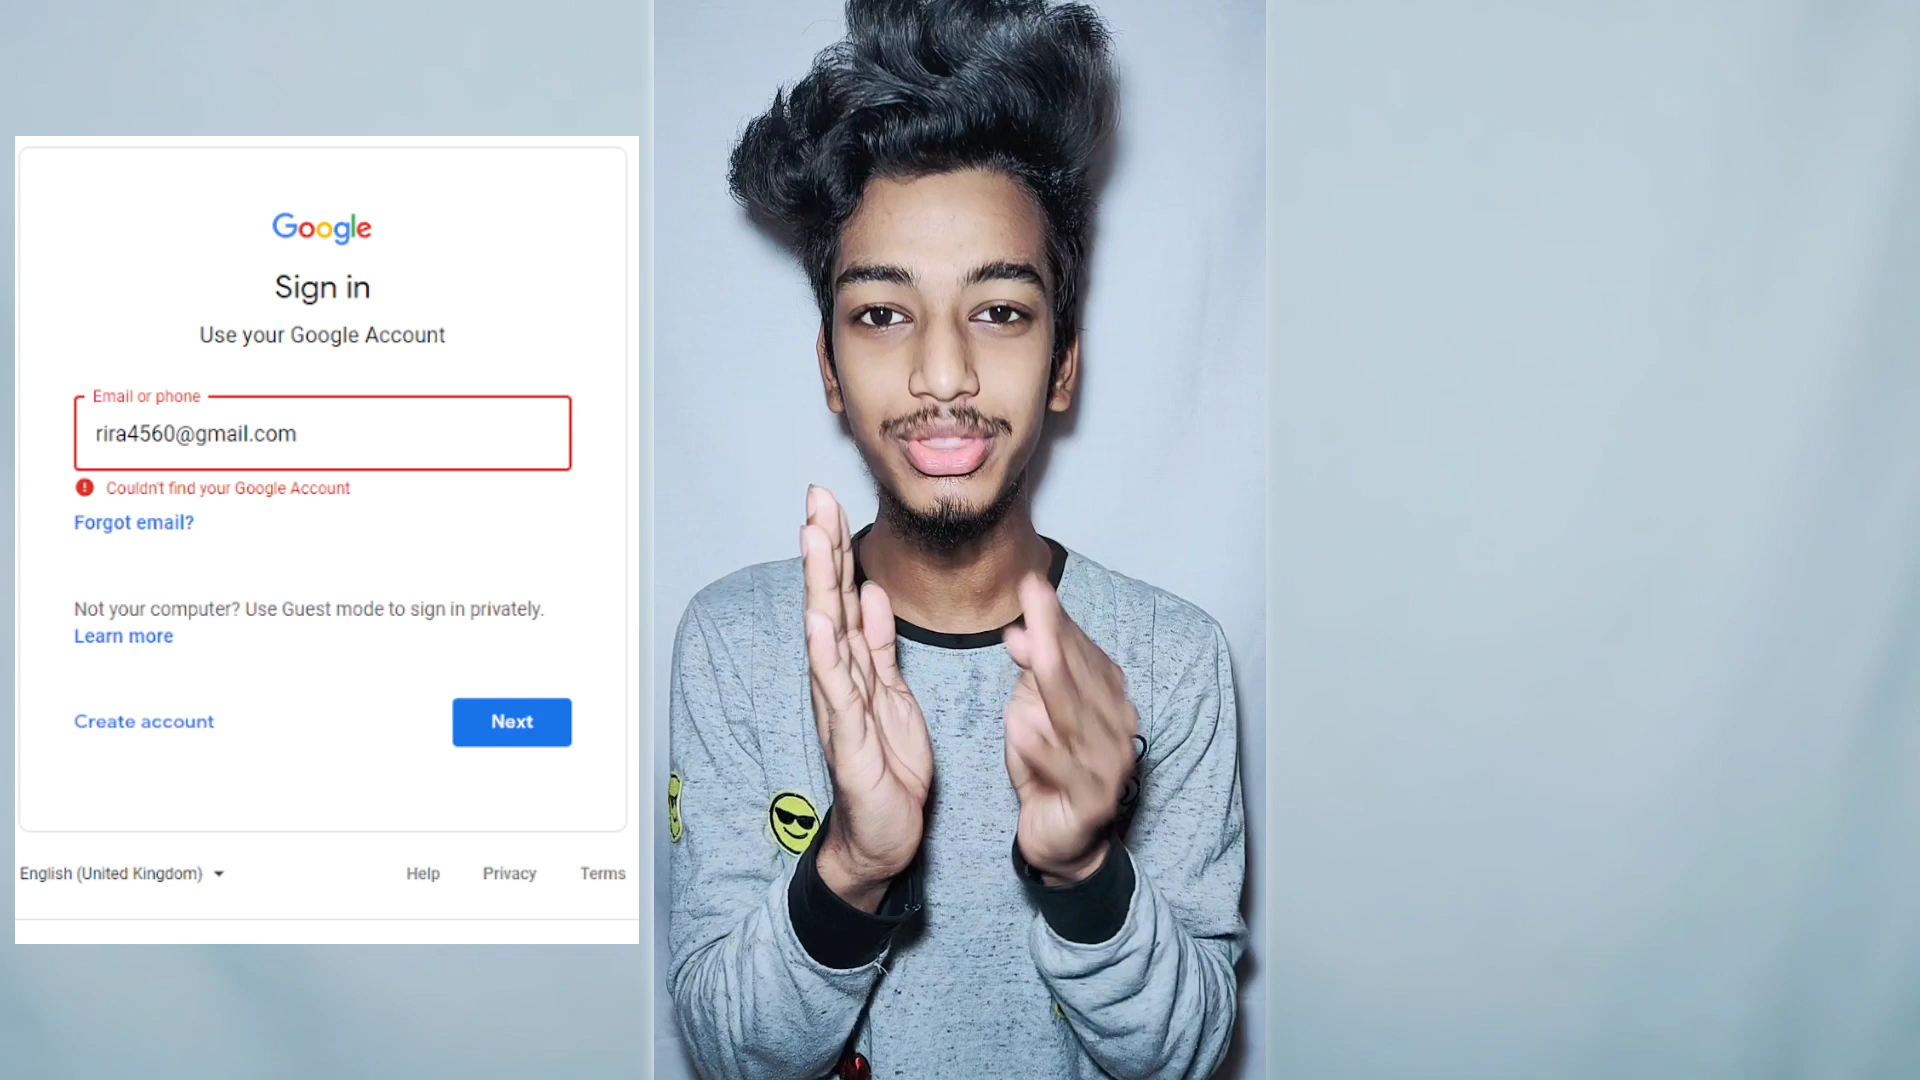 Google
Sign in
Use your Google Account
Email or phone
rira4560@gmail.com
Couldn't find your Google Account
Forgot email?
Not your computer? Use Guest mode to sign in privately.
Learn more
Create account
Next
English (United Kingdom)
Help
Privacy
Terms